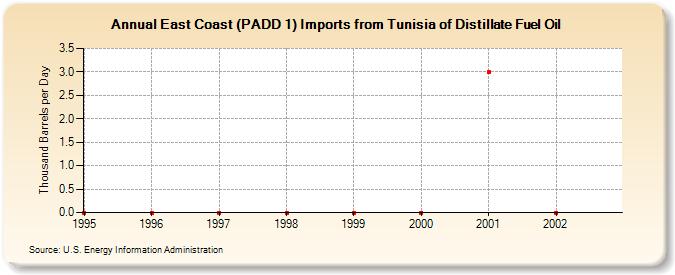 Annual East Coast (PADD 1) Imports from Tunisia of Distillate Fuel Oil
Thousand Barrels per Day
3.5
3.0
2.5
2.0
1.5
1.0
0.5
0.0
1995 1996 1997 1998 1999 2000 2001 2002
Source: U.S. Energy Information Administration